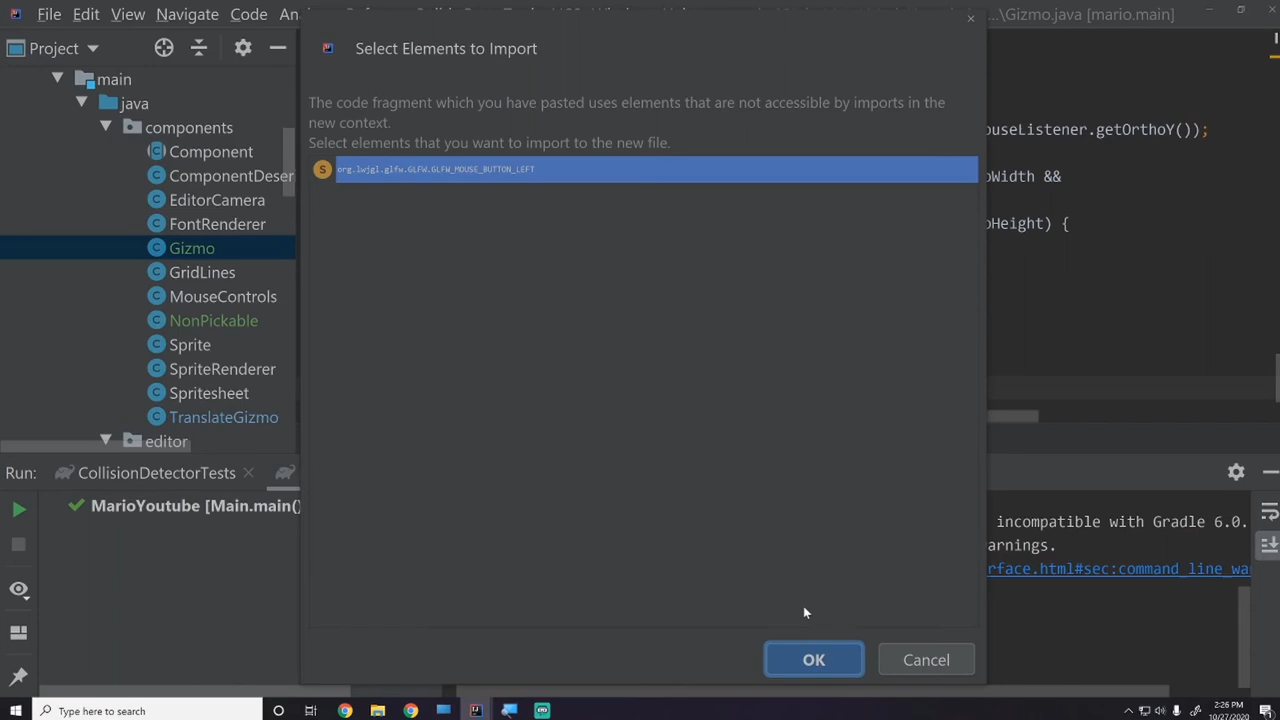 File Edit View Navigate Code An
\Gizmo.java [mario.main]
Project
main
java
components
Component
ComponentDeser
EditorCamera
FontRenderer
Gizmo
GridLines
MouseControls
NonPickable
Sprite
SpriteRenderer
Spritesheet
TranslateGizmo
editor
Select Elements to Import
The code fragment which you have pasted uses elements that are not accessible by imports in the
new context.
Select elements that you want to import to the new file.
S org.lwjgl.glfw.GLFW.GLFW_MOUSE_BUTTON_LEFT
OK Cancel
ouseListener.getOrthoY());
oWidth &&
oHeight) {
Run: CollisionDetectorTests
MarioYoutube [Main.main()
incompatible with Gradle 6.0.
arnings.
rface.html#sec:command_line_wa
Type here to search
2:26 PM
10/27/2020